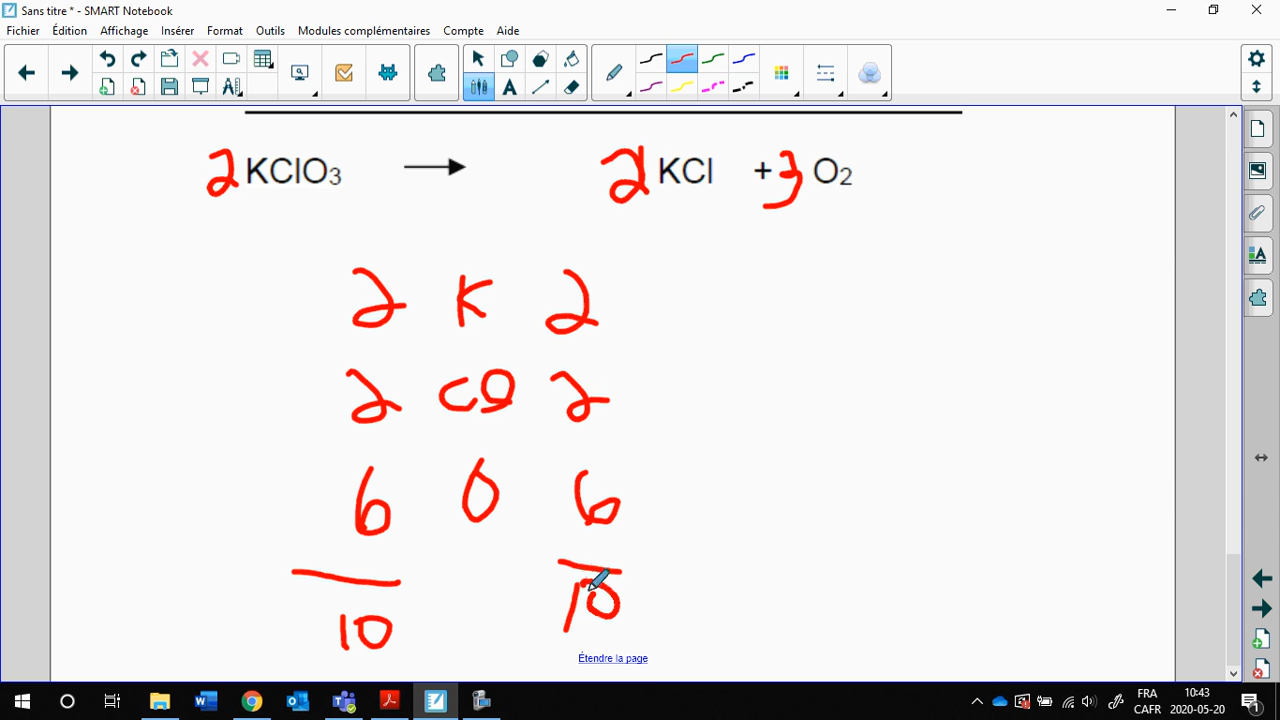 Sans titre * - SMART Notebook
Fichier Édition Affichage Insérer Format Outils Modules complémentaires Compte Aide
2 KClO3 → 2 KCl + 3 O2
2 K 2
2 Cl 2
6 O 6
10 10
Étendre la page
FRA 10:43
CAFR 2020-05-20